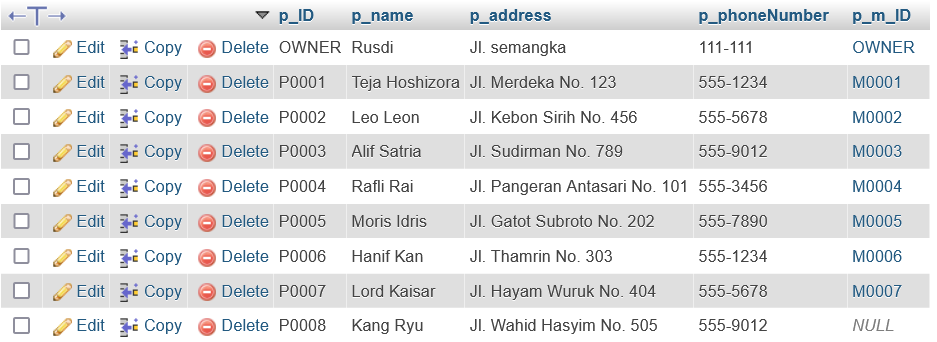 p_ID p_name p_address p_phoneNumber p_m_ID
Edit Copy Delete OWNER Rusdi Jl. semangka 111-111 OWNER
Edit Copy Delete P0001 Teja Hoshizora Jl. Merdeka No. 123 555-1234 M0001
Edit Copy Delete P0002 Leo Leon Jl. Kebon Sirih No. 456 555-5678 M0002
Edit Copy Delete P0003 Alif Satria Jl. Sudirman No. 789 555-9012 M0003
Edit Copy Delete P0004 Rafli Rai Jl. Pangeran Antasari No. 101 555-3456 M0004
Edit Copy Delete P0005 Moris Idris Jl. Gatot Subroto No. 202 555-7890 M0005
Edit Copy Delete P0006 Hanif Kan Jl. Thamrin No. 303 555-1234 M0006
Edit Copy Delete P0007 Lord Kaisar Jl. Hayam Wuruk No. 404 555-5678 M0007
Edit Copy Delete P0008 Kang Ryu Jl. Wahid Hasyim No. 505 555-9012 NULL